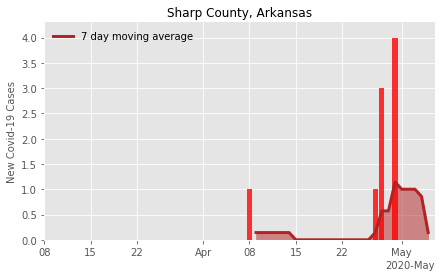 Sharp County, Arkansas
7 day moving average
New Covid-19 Cases
4.0
3.5
3.0
2.5
2.0
1.5
1.0
0.5
0.0
08 15 22 Apr 08 15 22 May
2020-May